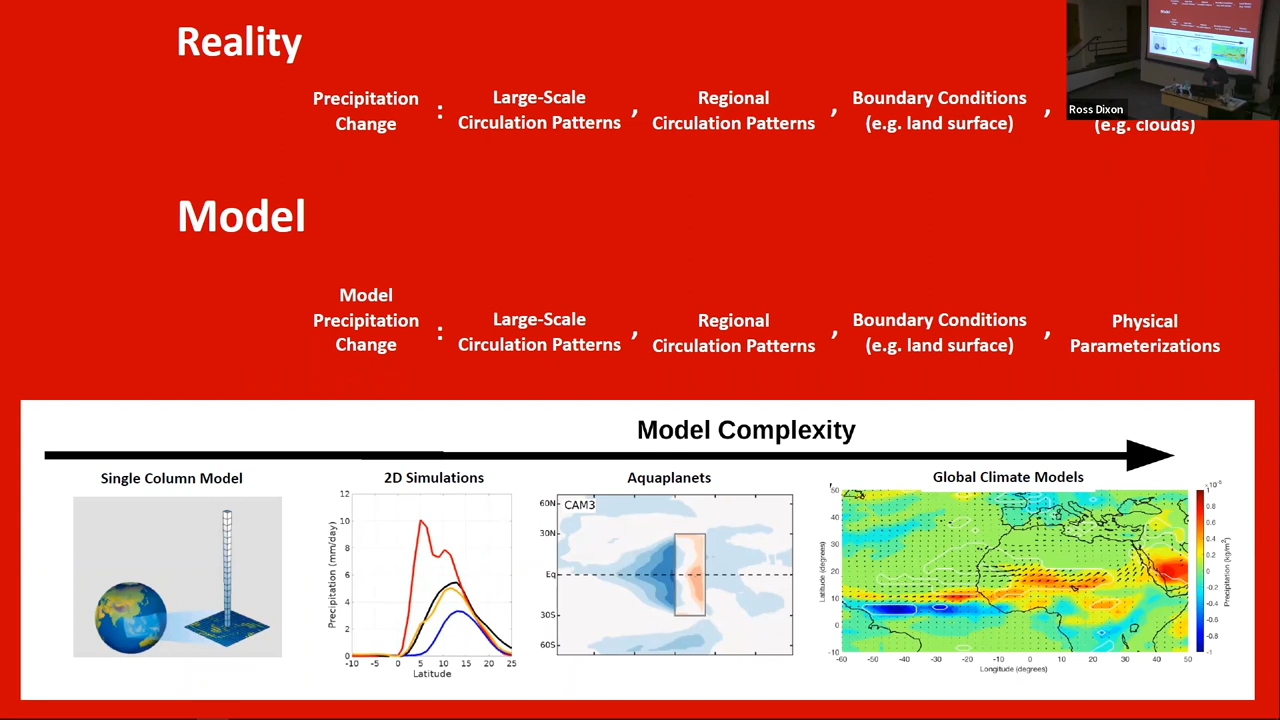 Reality
Precipitation
Change
:
Large-Scale
Circulation Patterns
,
Regional
Circulation Patterns
,
Boundary Conditions
(e.g. land surface)
,
(e.g. clouds)
Ross Dixon
Model
Model
Precipitation
Change
:
Large-Scale
Circulation Patterns
,
Regional
Circulation Patterns
,
Boundary Conditions
(e.g. land surface)
,
Physical
Parameterizations
Model Complexity
Single Column Model
2D Simulations
12
10
8
6
4
2
0
Precipitation (mm/day)
-10 -5 0 5 10 15 20 25
Latitude
Aquaplanets
CAM3
60N
30N
Eq
30S
60S
Global Climate Models
50
40
30
20
10
0
-10
Latitude (degrees)
-60 -50 -40 -30 -20 -10 0 10 20 30 40 50
Longitude (degrees)
×10⁻⁵
1
0.8
0.6
0.4
0.2
0
-0.2
-0.4
-0.6
-0.8
-1
Precipitation (kg/m²)